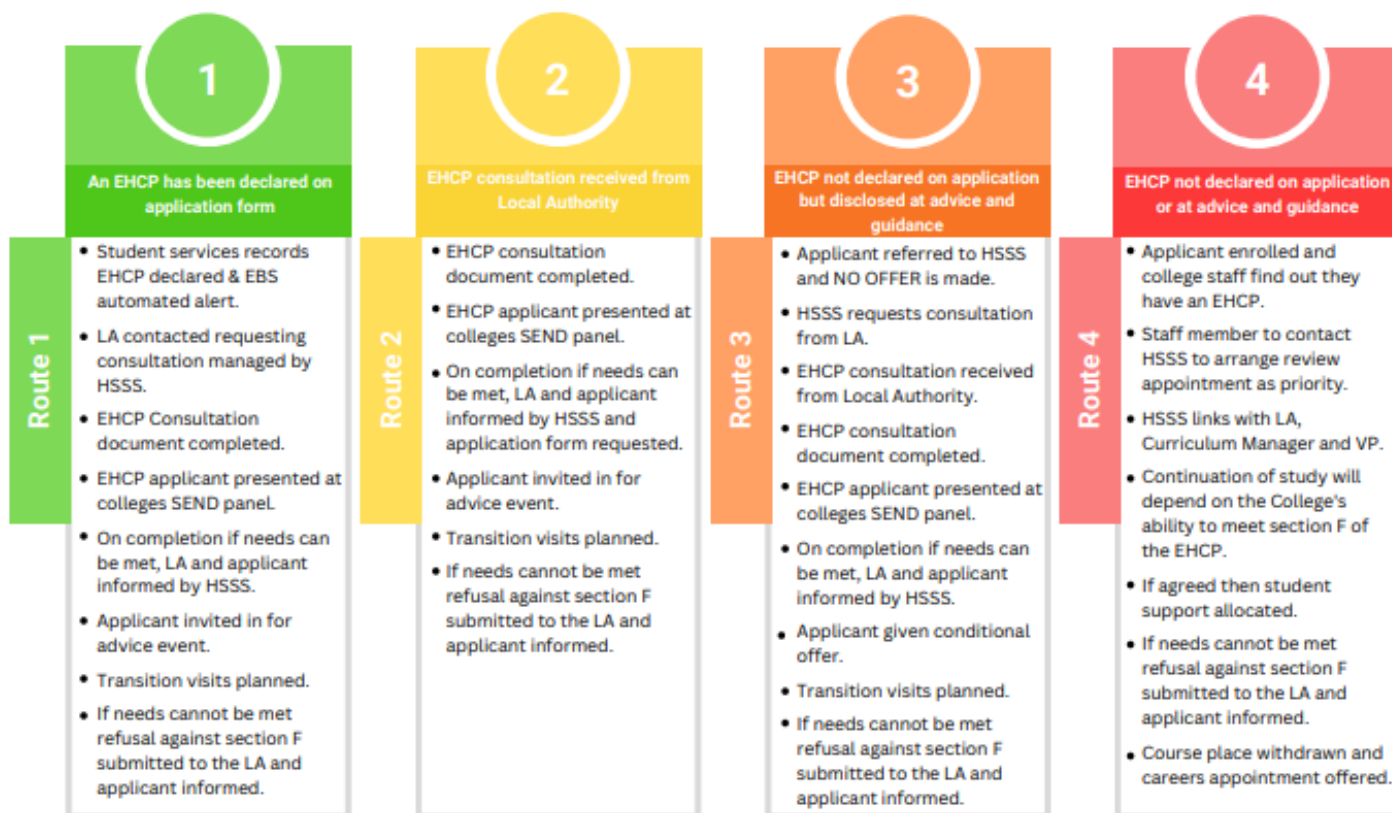 1
An EHCP has been declared on
application form
Route 1
Student services records
EHCP declared & EBS
automated alert.
LA contacted requesting
consultation managed by
HSSS.
EHCP Consultation
document completed.
EHCP applicant presented at
colleges SEND panel.
On completion if needs can
be met, LA and applicant
informed by HSSS.
Applicant invited in for
advice event.
Transition visits planned.
If needs cannot be met
refusal against section F
submitted to the LA and
applicant informed.
2
EHCP consultation received from
Local Authority
Route 2
EHCP consultation
document completed.
EHCP applicant presented at
colleges SEND panel.
On completion if needs can
be met, LA and applicant
informed by HSSS and
application form requested.
Applicant invited in for
advice event.
Transition visits planned.
If needs cannot be met
refusal against section F
submitted to the LA and
applicant informed.
3
EHCP not declared on application
but disclosed at advice and
guidance
Route 3
Applicant referred to HSSS
and NO OFFER is made.
HSSS requests consultation
from LA.
EHCP consultation received
from Local Authority.
EHCP consultation
document completed.
EHCP applicant presented at
colleges SEND panel.
On completion if needs can
be met, LA and applicant
informed by HSSS.
Applicant given conditional
offer.
Transition visits planned.
If needs cannot be met
refusal against section F
submitted to the LA and
applicant informed.
4
EHCP not declared on application
or at advice and guidance
Route 4
Applicant enrolled and
college staff find out they
have an EHCP.
Staff member to contact
HSSS to arrange review
appointment as priority.
HSSS links with LA,
Curriculum Manager and VP.
Continuation of study will
depend on the College's
ability to meet section F of
the EHCP.
If agreed then student
support allocated.
If needs cannot be met
refusal against section F
submitted to the LA and
applicant informed.
Course place withdrawn and
careers appointment offered.